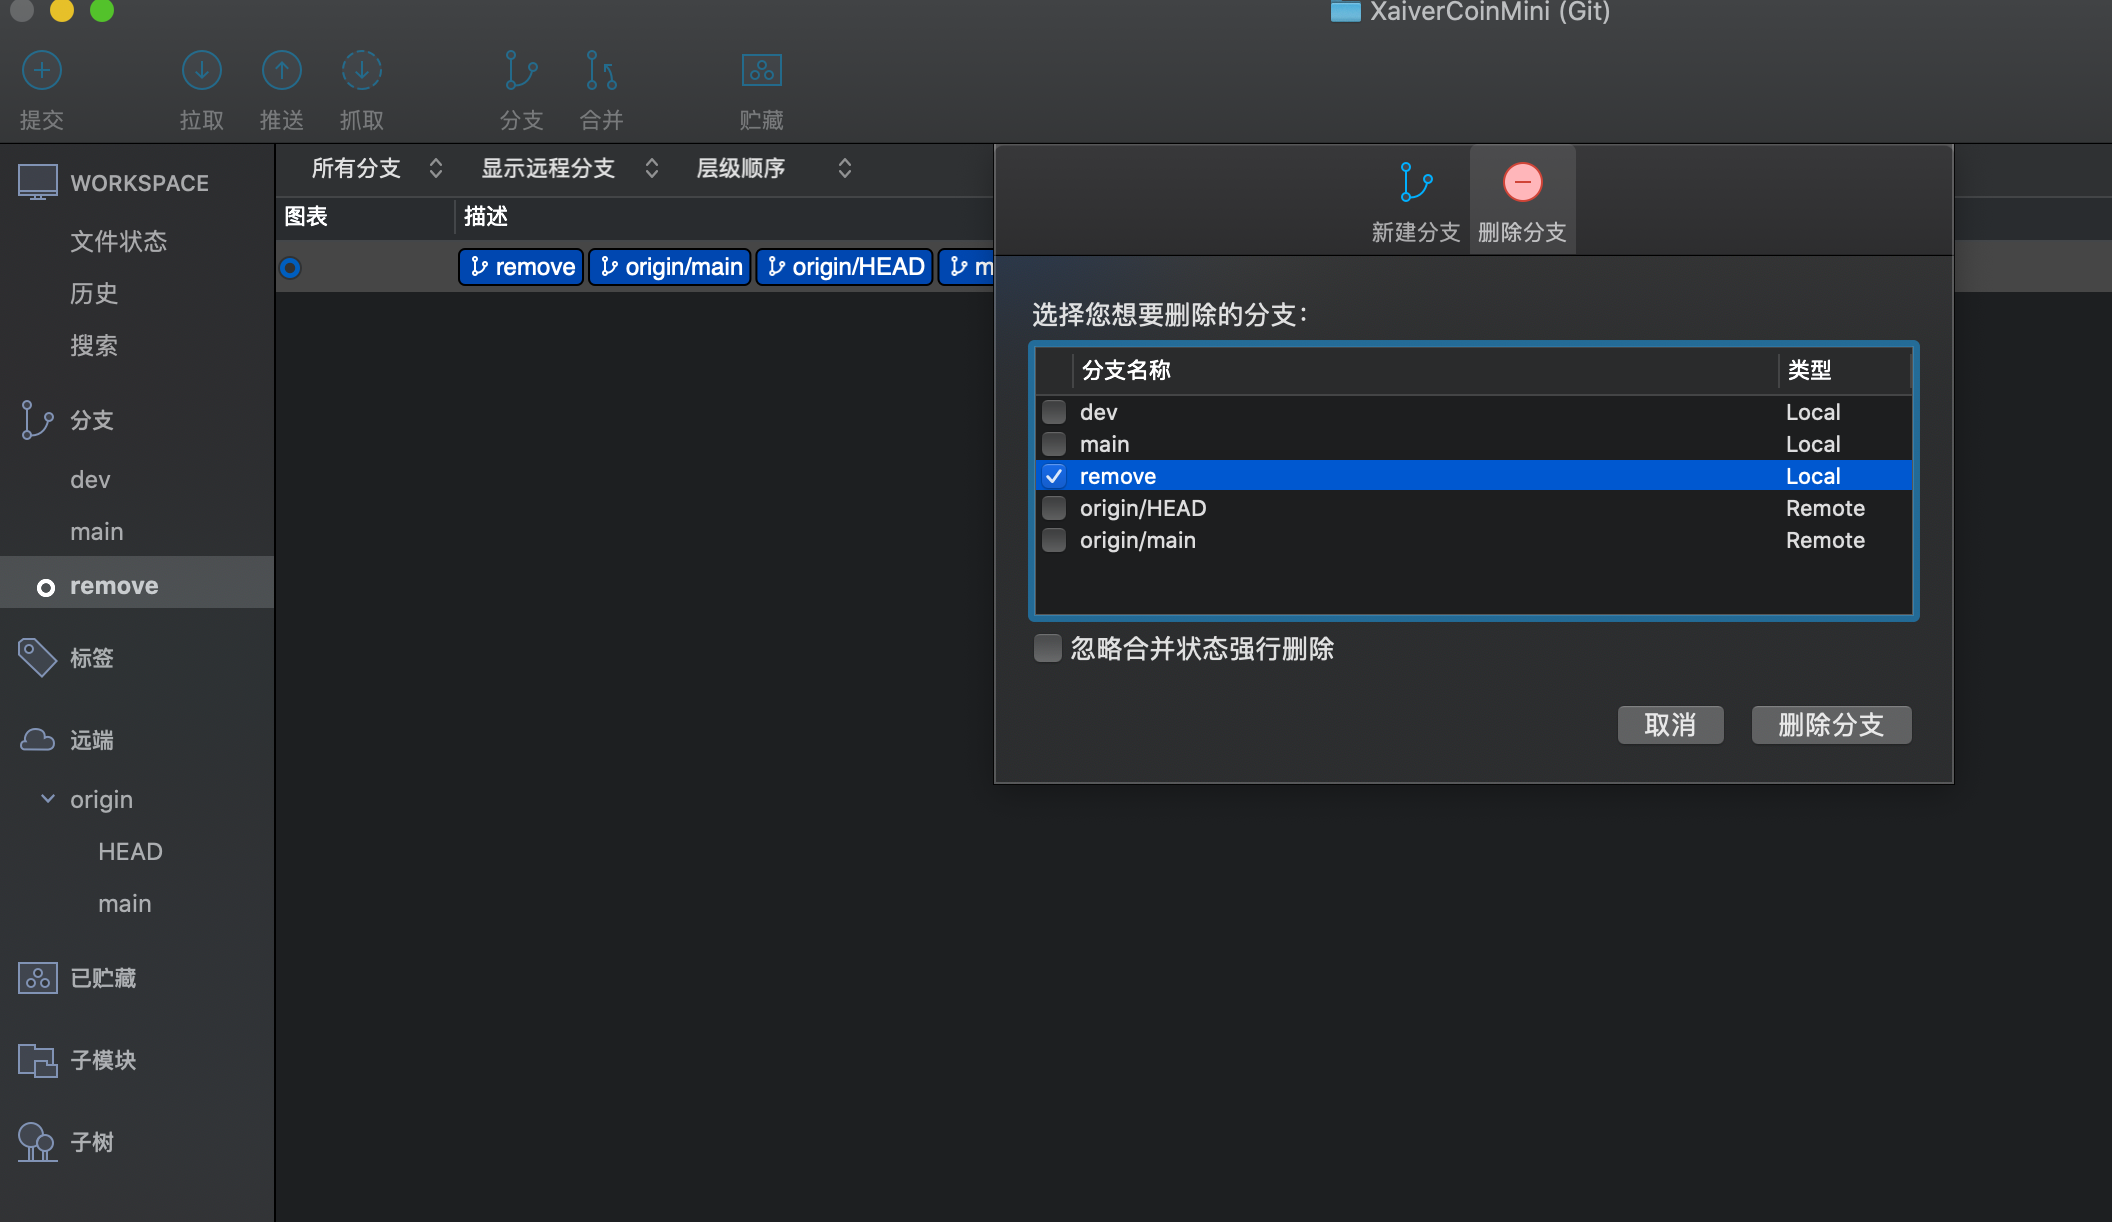 XaiverCoinMini (Git)
提交
拉取
推送
抓取
分支
合并
贮藏
WORKSPACE
文件状态
历史
搜索
分支
dev
main
remove
标签
远端
origin
HEAD
main
已贮藏
子模块
子树
所有分支
显示远程分支
层级顺序
图表
描述
remove
origin/main
origin/HEAD
新建分支
删除分支
选择您想要删除的分支：
分支名称 类型
dev Local
main Local
remove Local
origin/HEAD Remote
origin/main Remote
忽略合并状态强行删除
取消
删除分支